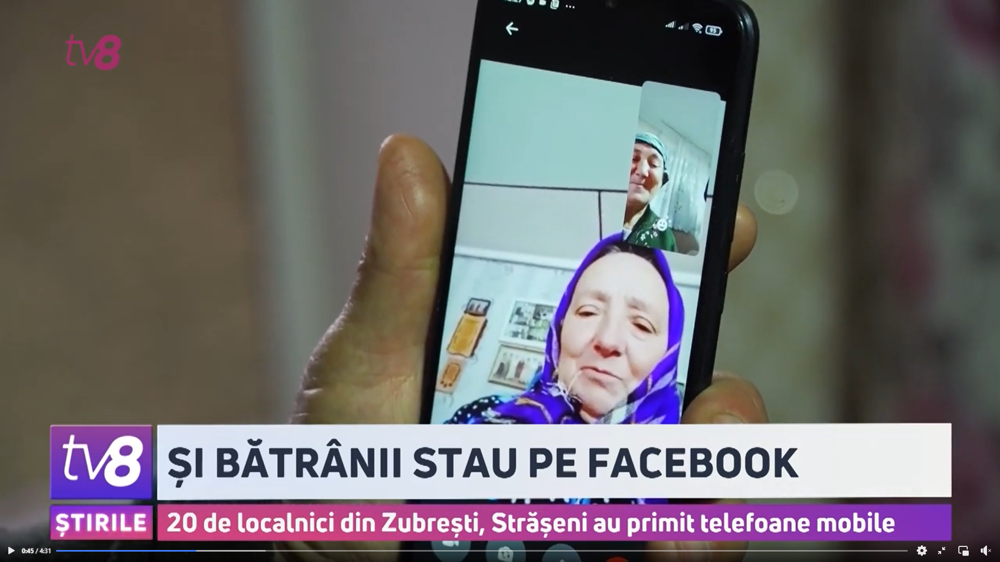 tv8
95
tv8
ȘI BĂTRÂNII STAU PE FACEBOOK
ȘTIRILE
20 de localnici din Zubrești, Strășeni au primit telefoane mobile
0:45 / 4:31